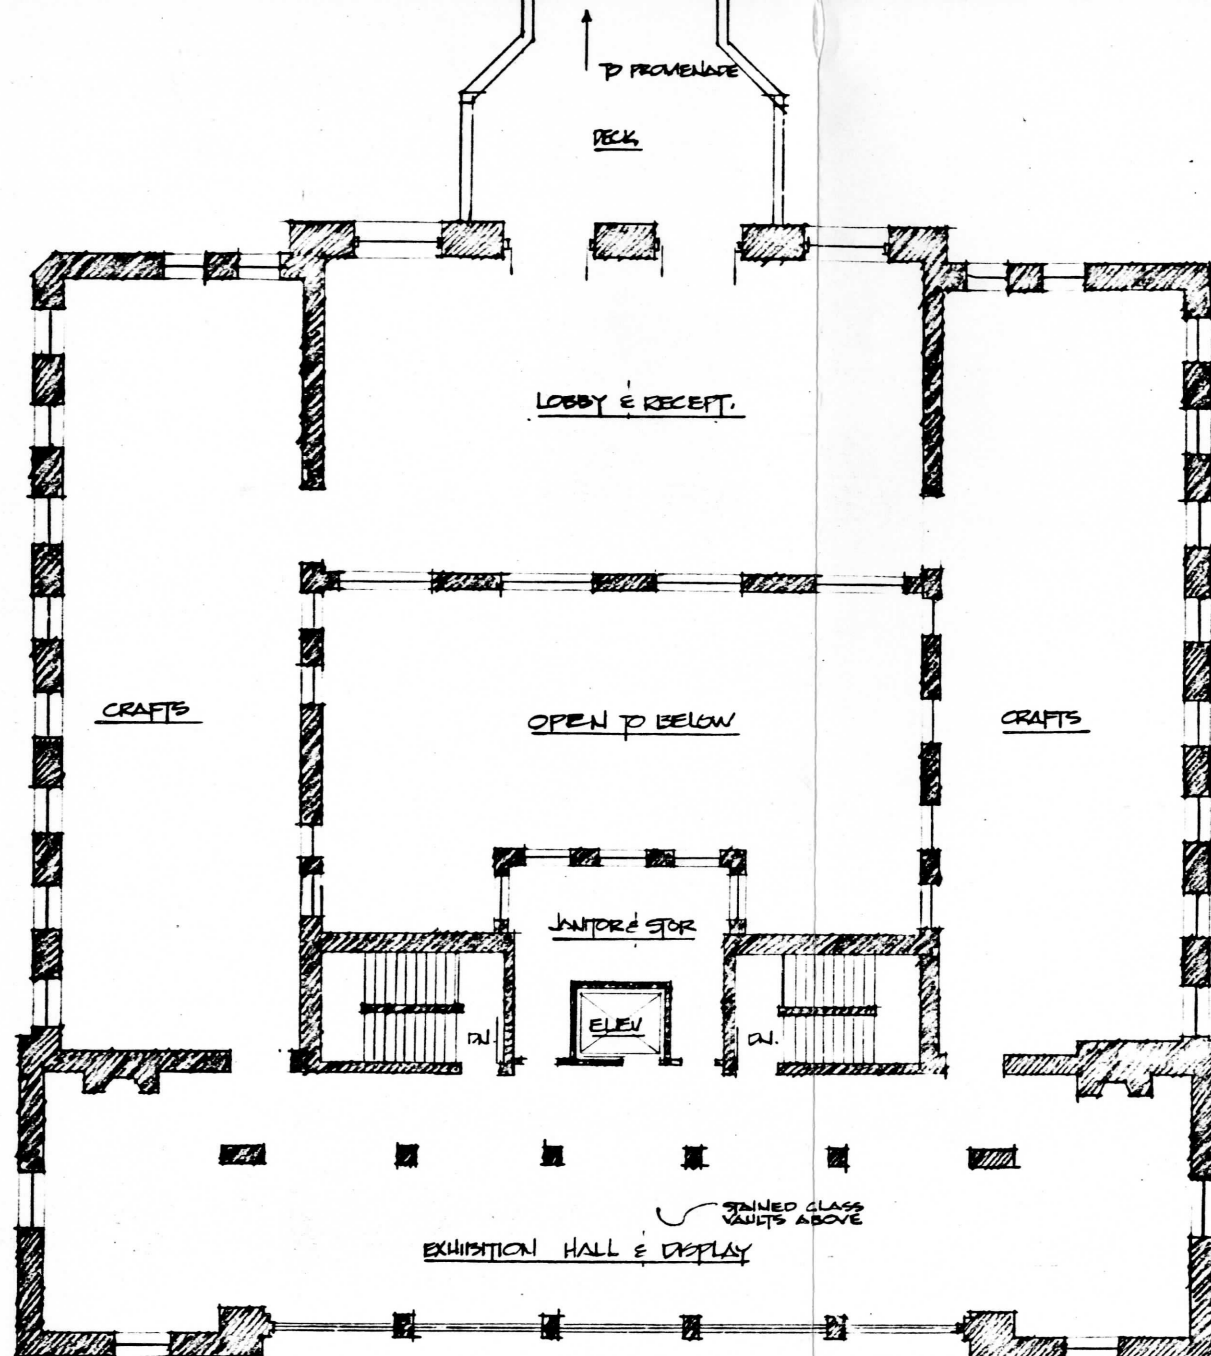 TO PROMENADE
DECK
LOBBY & RECEPT.
CRAFTS
OPEN TO BELOW
CRAFTS
JANITOR & STOR
ELEV
DN.
DN.
STAINED GLASS
VAULTS ABOVE
EXHIBITION HALL & DISPLAY